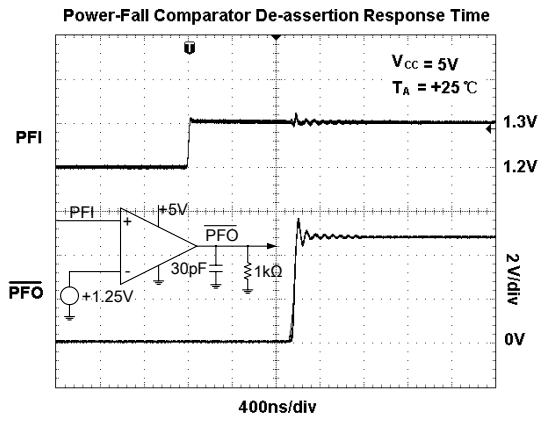 Power-Fall Comparator De-assertion Response Time
T
VCC = 5V
TA = +25℃
PFI
1.3V
1.2V
PFI
+
+5V
PFO
-
30pF
1kΩ
+1.25V
PFO
2V/div
0V
400ns/div